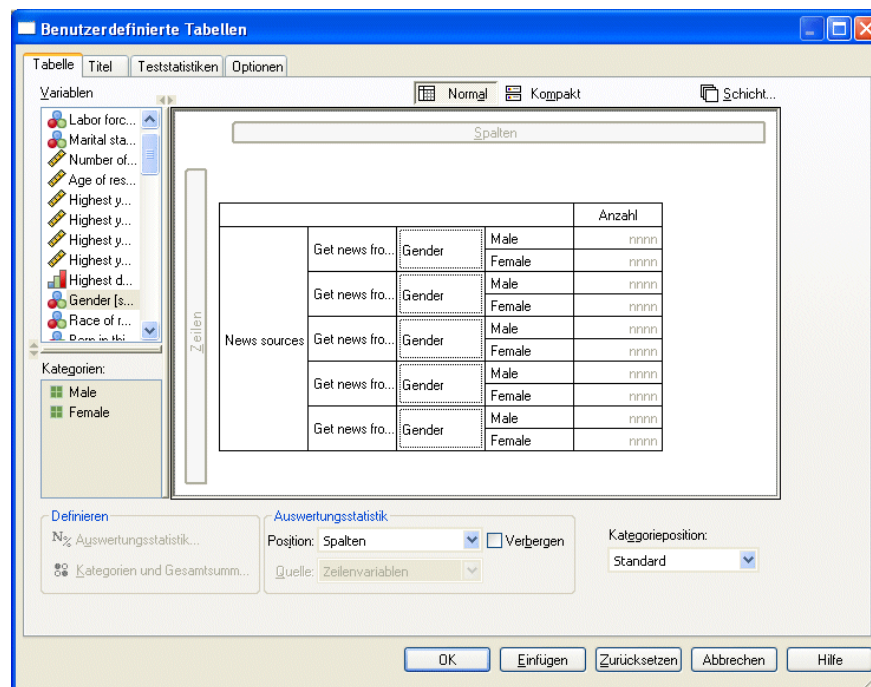 Benutzerdefinierte Tabellen
Tabelle Titel Teststatistiken Optionen
Variablen
Normal Kompakt Schicht...
Labor forc...
Marital sta...
Number of...
Age of res...
Highest y...
Highest y...
Highest y...
Highest y...
Highest d...
Gender [s...
Race of r...
Born in thi...
Kategorien:
Male
Female
Spalten
Zeilen
Anzahl
News sources
Get news fro... Gender Male nnnn
Female nnnn
Get news fro... Gender Male nnnn
Female nnnn
Get news fro... Gender Male nnnn
Female nnnn
Get news fro... Gender Male nnnn
Female nnnn
Get news fro... Gender Male nnnn
Female nnnn
Definieren
N% Auswertungsstatistik...
Kategorien und Gesamtsumm...
Auswertungsstatistik
Position: Spalten Verbergen
Quelle: Zeilenvariablen
Kategorieposition:
Standard
OK Einfügen Zurücksetzen Abbrechen Hilfe